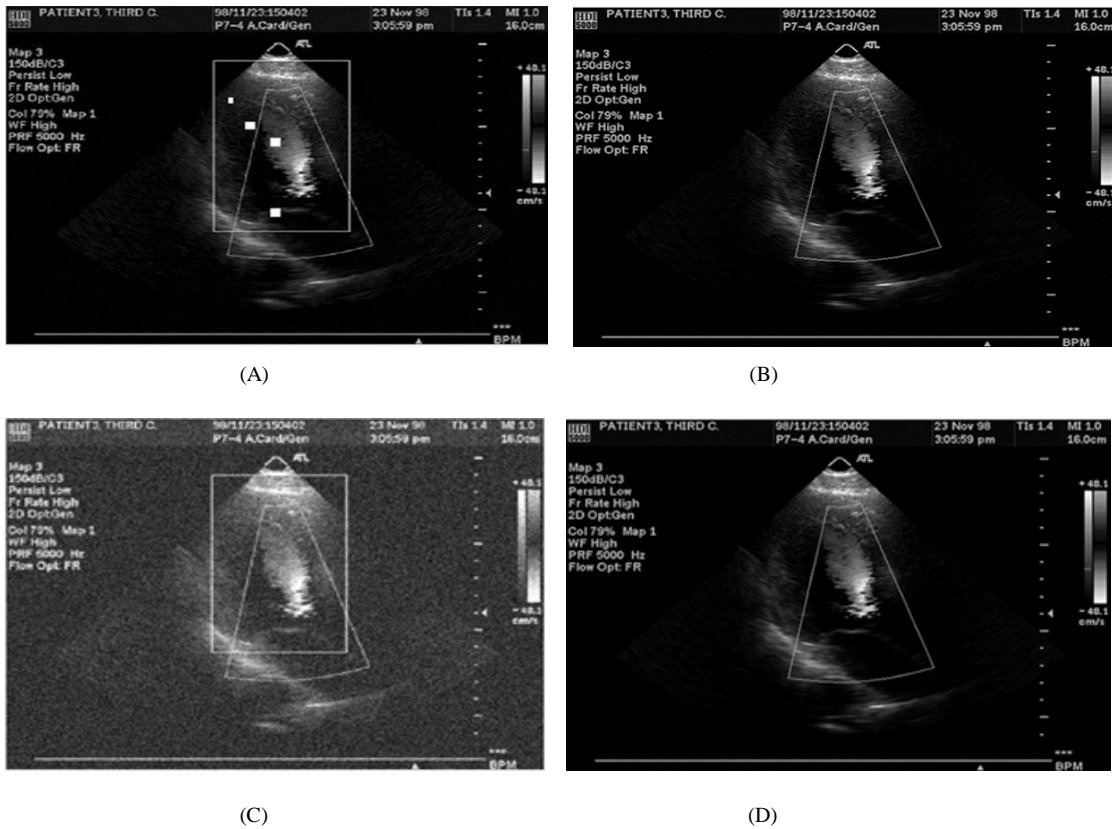 PATIENT3, THIRD C. 98/11/23:150402 23 Nov 98 TIs 1.4 MI 1.0
P7-4 A.Card/Gen 3:05:59 pm 16.0cm
ATL
Map 3
150dB/C3
Persist Low
Fr Rate High
2D Opt:Gen
Col 79% Map 1
WF High
PRF 5000 Hz
Flow Opt: FR
+ 48.1
- 48.1
cm/s
***
BPM
(A)
PATIENT3, THIRD C. 98/11/23:150402 23 Nov 98 TIs 1.4 MI 1.0
P7-4 A.Card/Gen 3:05:59 pm 16.0cm
ATL
Map 3
150dB/C3
Persist Low
Fr Rate High
2D Opt:Gen
Col 79% Map 1
WF High
PRF 5000 Hz
Flow Opt: FR
+ 48.1
- 48.1
cm/s
***
BPM
(B)
PATIENT3, THIRD C. 98/11/23:150402 23 Nov 98 TIs 1.4 MI 1.0
P7-4 A.Card/Gen 3:05:59 pm 16.0cm
ATL
Map 3
150dB/C3
Persist Low
Fr Rate High
2D Opt:Gen
Col 79% Map 1
WF High
PRF 5000 Hz
Flow Opt: FR
+ 48.1
- 48.1
cm/s
***
BPM
(C)
PATIENT3, THIRD C. 98/11/23:150402 23 Nov 98 TIs 1.4 MI 1.0
P7-4 A.Card/Gen 3:05:59 pm 16.0cm
ATL
Map 3
150dB/C3
Persist Low
Fr Rate High
2D Opt:Gen
Col 79% Map 1
WF High
PRF 5000 Hz
Flow Opt: FR
+ 48.1
- 48.1
cm/s
***
BPM
(D)